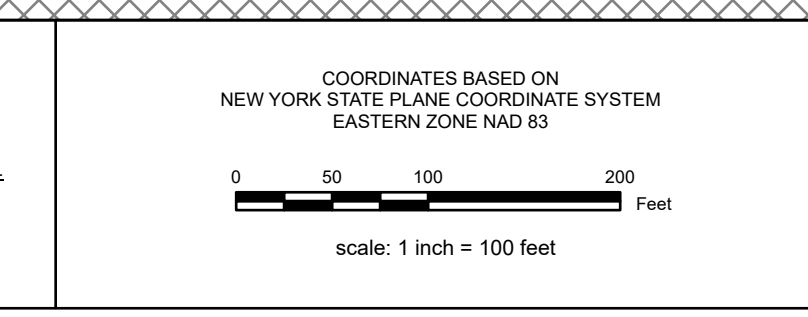 COORDINATES BASED ON
NEW YORK STATE PLANE COORDINATE SYSTEM
EASTERN ZONE NAD 83
0 50 100 200
Feet
scale: 1 inch = 100 feet